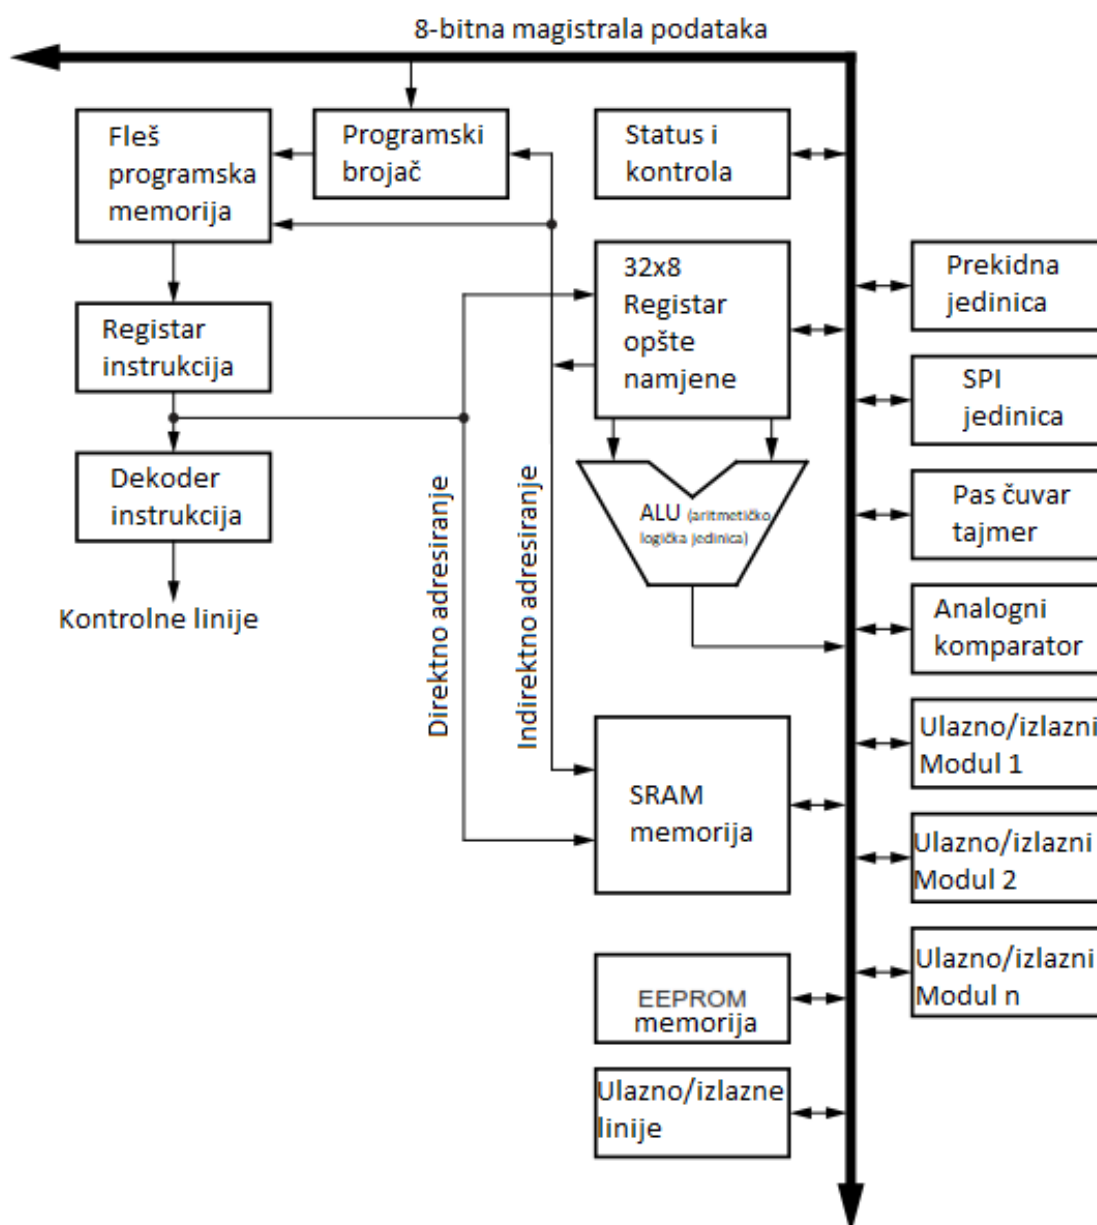 8-bitna magistrala podataka
Fleš
programska
memorija
Programski
brojač
Status i
kontrola
Registar
instrukcija
32x8
Registar
opšte
namjene
Prekidna
jedinica
SPI
jedinica
Dekoder
instrukcija
ALU (aritmetičko
logička jedinica)
Pas čuvar
tajmer
Kontrolne linije
Direktno adresiranje
Indirektno adresiranje
Analogni
komparator
Ulazno/izlazni
Modul 1
SRAM
memorija
Ulazno/izlazni
Modul 2
EEPROM
memorija
Ulazno/izlazni
Modul n
Ulazno/izlazne
linije